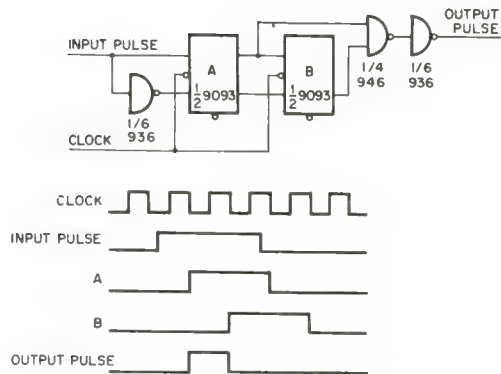 OUTPUT
PULSE
INPUT PULSE
A
B
1/2 9093
1/2 9093
1/4
946
1/6
936
1/6
936
CLOCK
CLOCK
INPUT PULSE
A
B
OUTPUT PULSE